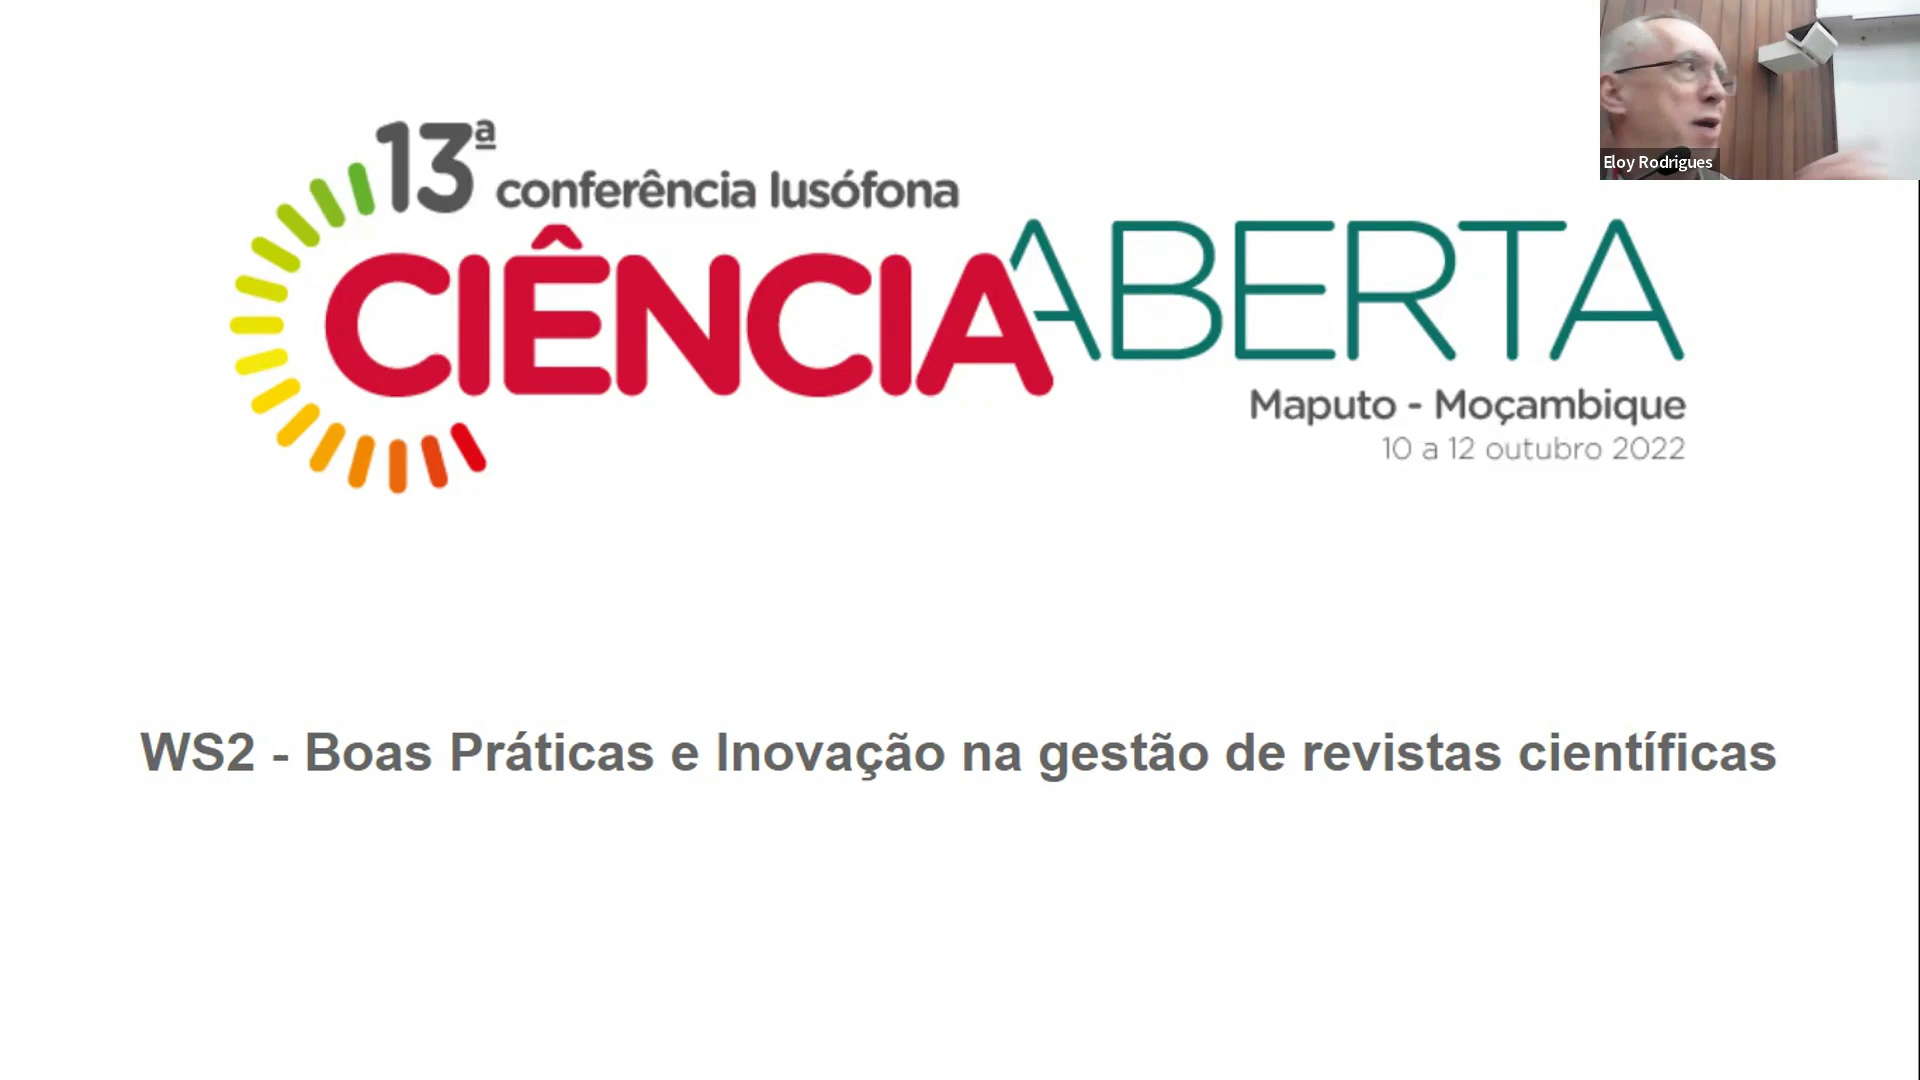 13ª
conferência lusófona
CIÊNCIA ABERTA
Maputo - Moçambique
10 a 12 outubro 2022
Eloy Rodrigues
WS2 - Boas Práticas e Inovação na gestão de revistas científicas